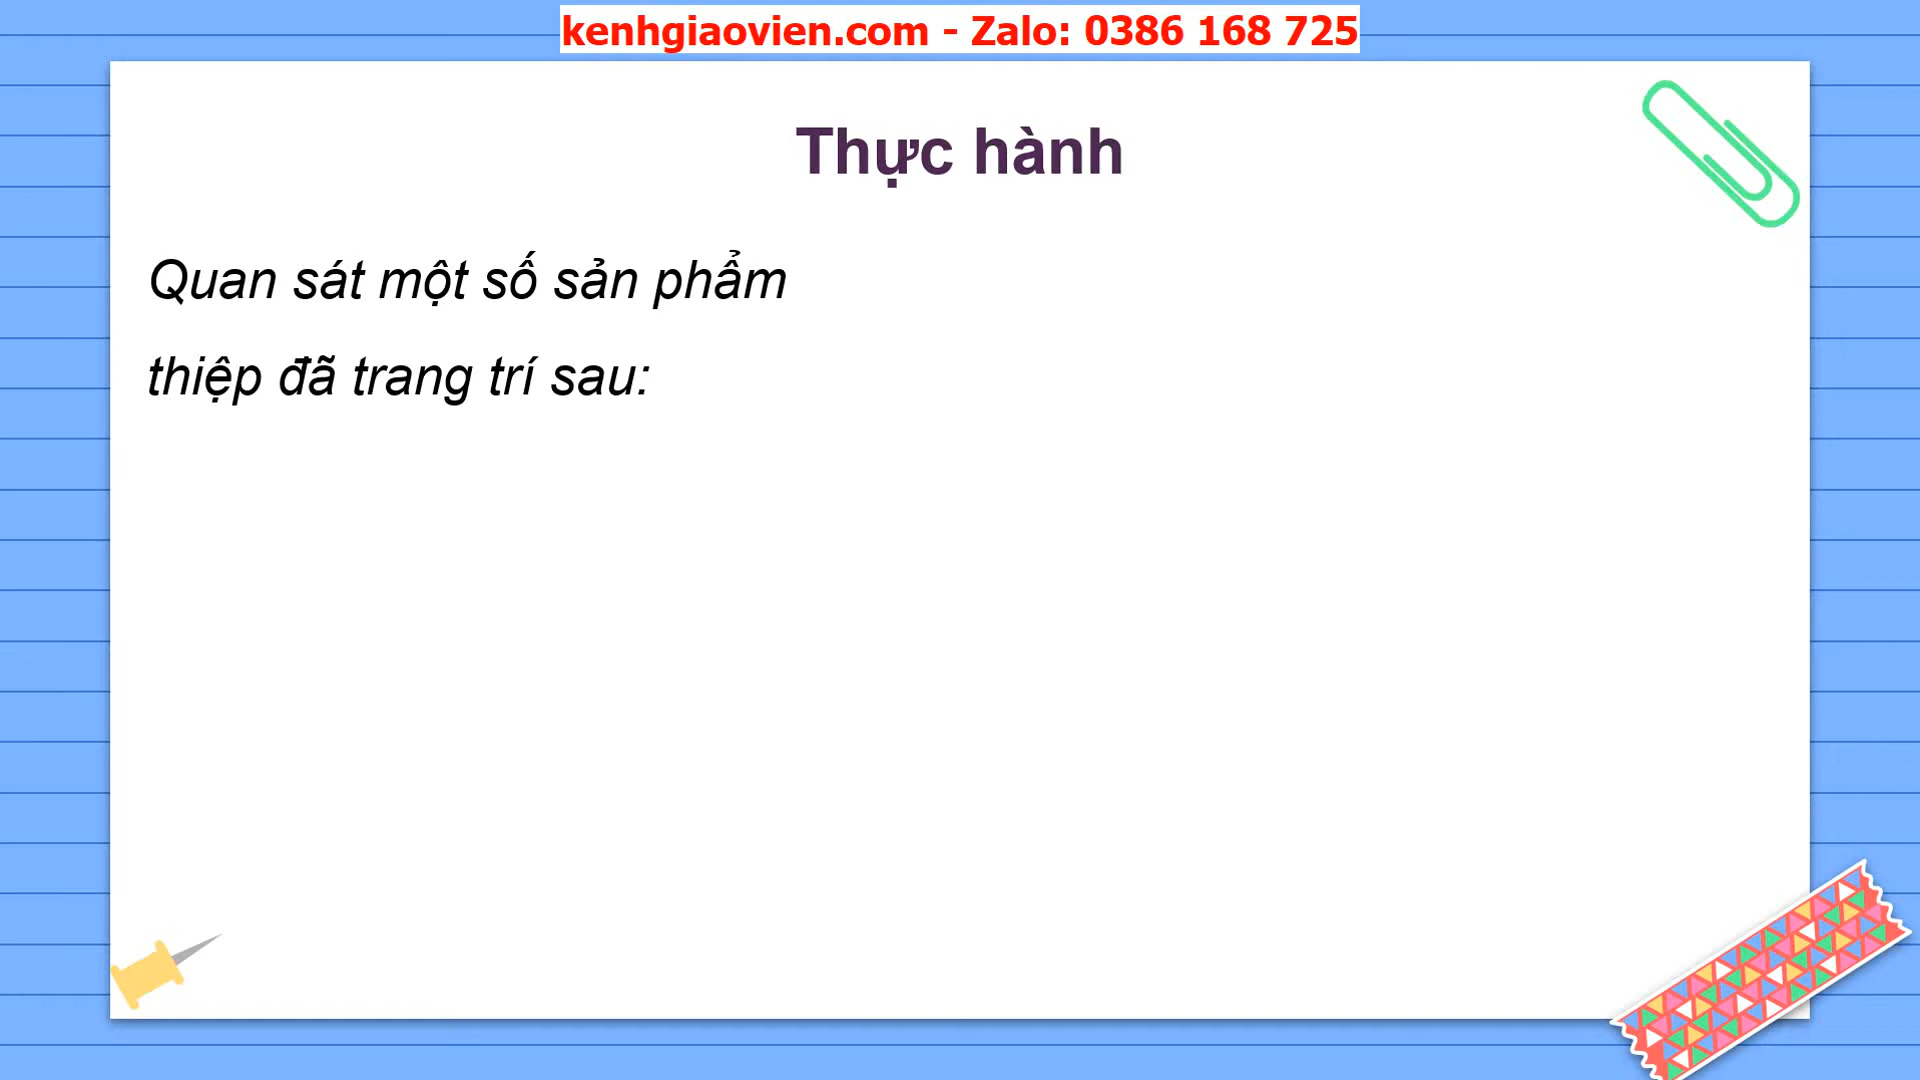 kenhgiaovien.com - Zalo: 0386 168 725
Thực hành
Quan sát một số sản phẩm
thiệp đã trang trí sau: